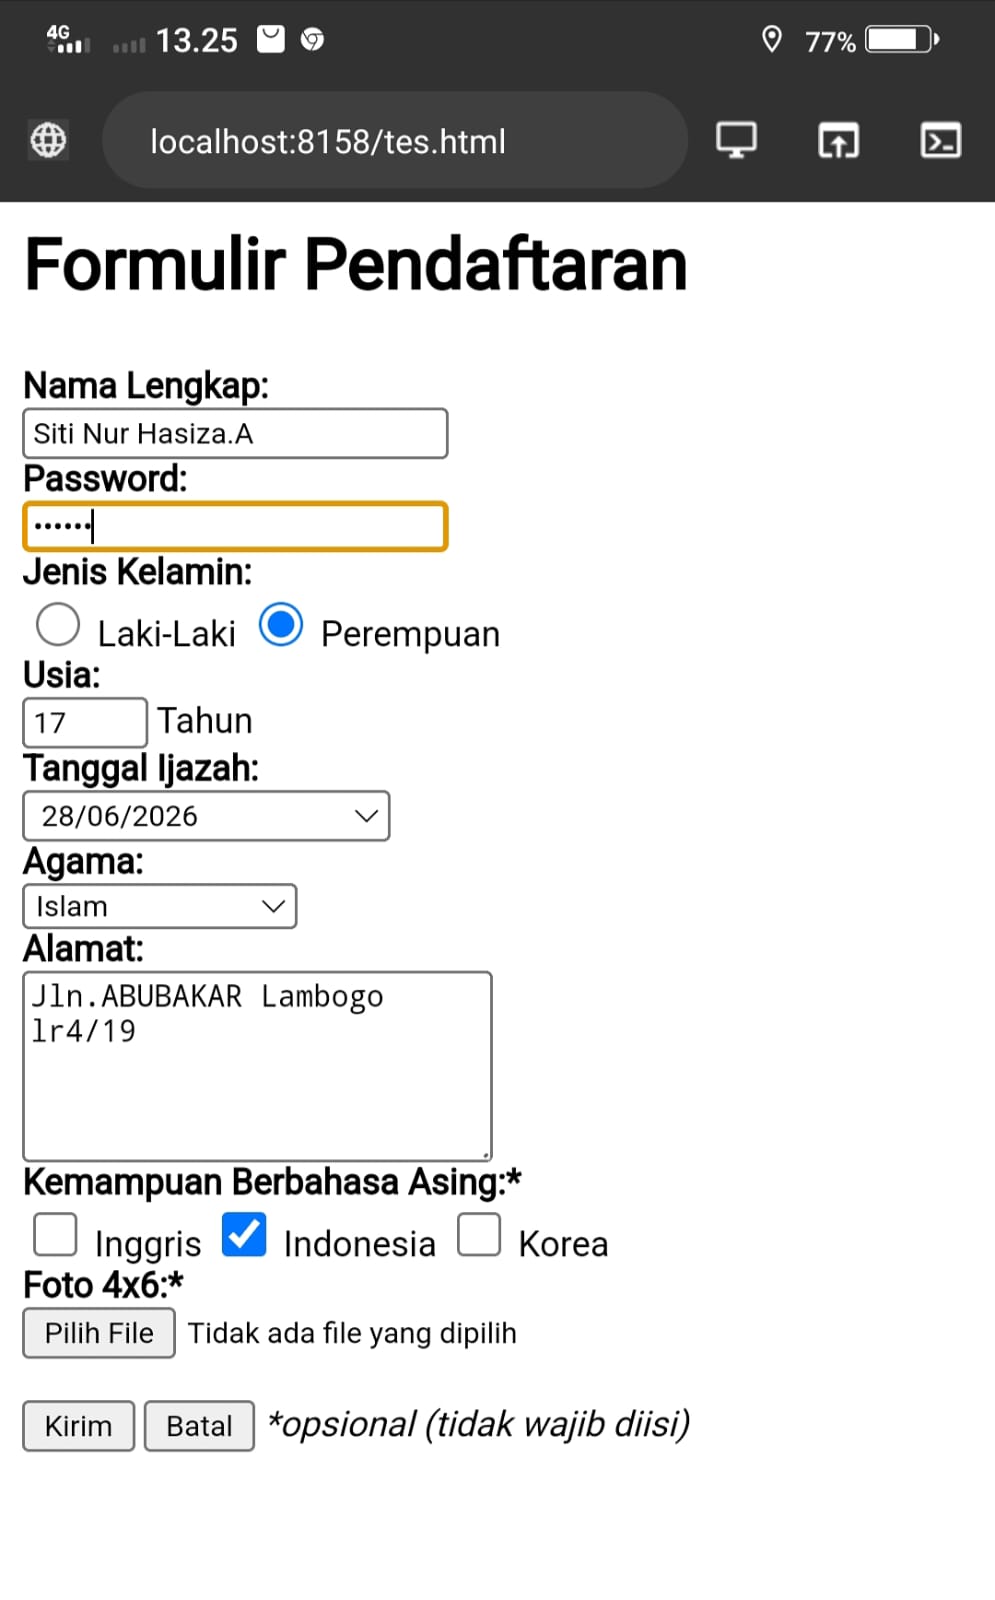 4G 13.25 77%
localhost:8158/tes.html
Formulir Pendaftaran
Nama Lengkap:
Siti Nur Hasiza.A
Password:
••••••
Jenis Kelamin:
Laki-Laki Perempuan
Usia:
17 Tahun
Tanggal Ijazah:
28/06/2026
Agama:
Islam
Alamat:
Jln.ABUBAKAR Lambogo
lr4/19
Kemampuan Berbahasa Asing:*
Inggris Indonesia Korea
Foto 4x6:*
Pilih File Tidak ada file yang dipilih
Kirim Batal *opsional (tidak wajib diisi)